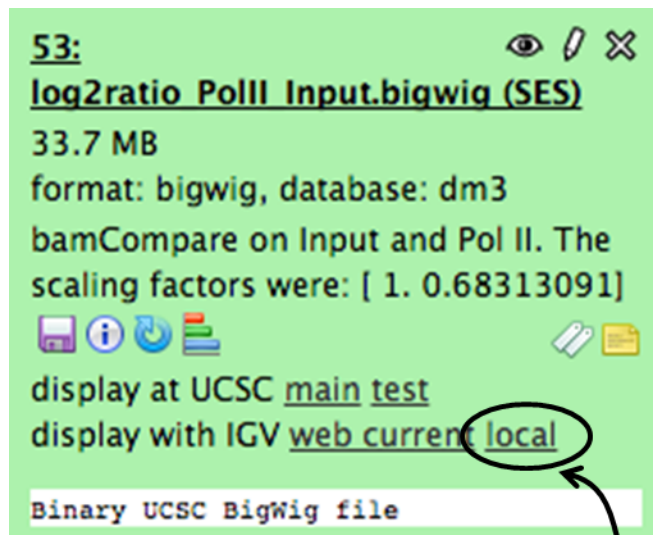 53:
log2ratio_PolII_Input.bigwig (SES)
33.7 MB
format: bigwig, database: dm3
bamCompare on Input and Pol II. The
scaling factors were: [ 1. 0.68313091]
display at UCSC main test
display with IGV web current local
Binary UCSC BigWig file